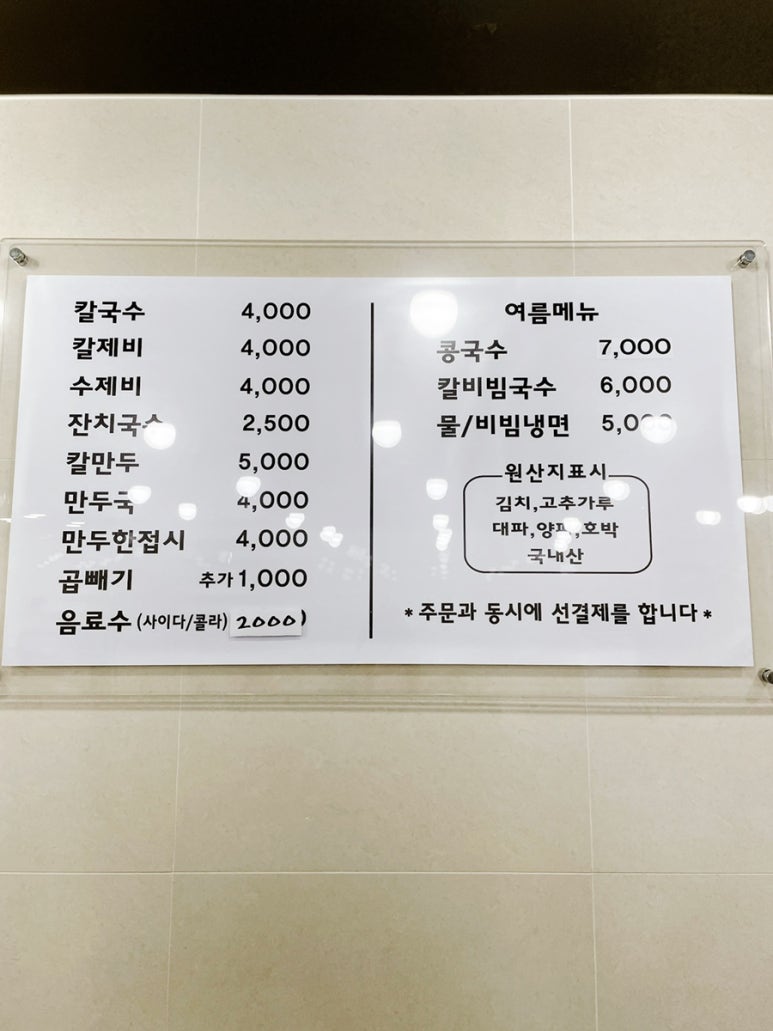 칼국수 4,000
칼제비 4,000
수제비 4,000
잔치국수 2,500
칼만두 5,000
만두국 4,000
만두한접시 4,000
곱빼기 추가 1,000
음료수 (사이다/콜라) 2000)
여름메뉴
콩국수 7,000
칼비빔국수 6,000
물/비빔냉면 5,000
원산지표시
김치,고추가루
대파,양파,호박
국내산
*주문과 동시에 선결제를 합니다*